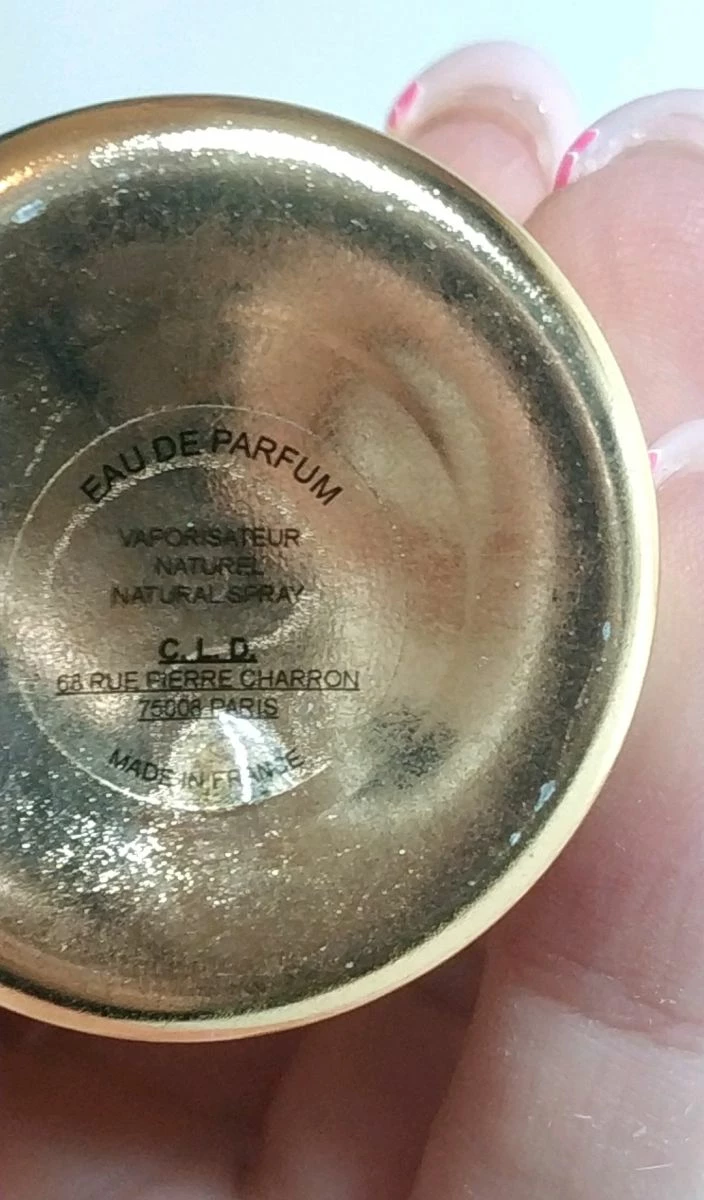 EAU DE PARFUM
VAPORISATEUR
NATUREL
NATURAL SPRAY
C.L.D.
68 RUE PIERRE CHARRON
75008 PARIS
MADE IN FRANCE